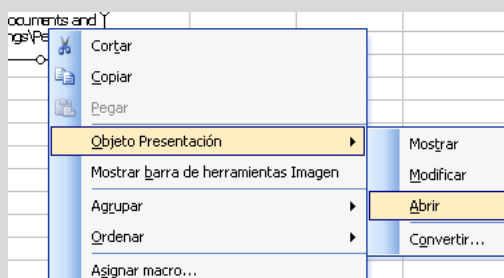 ocuments and
ngs\Pe
Cortar
Copiar
Pegar
Objeto Presentación
Mostrar
Mostrar barra de herramientas Imagen
Modificar
Agrupar
Abrir
Ordenar
Convertir...
Asignar macro...